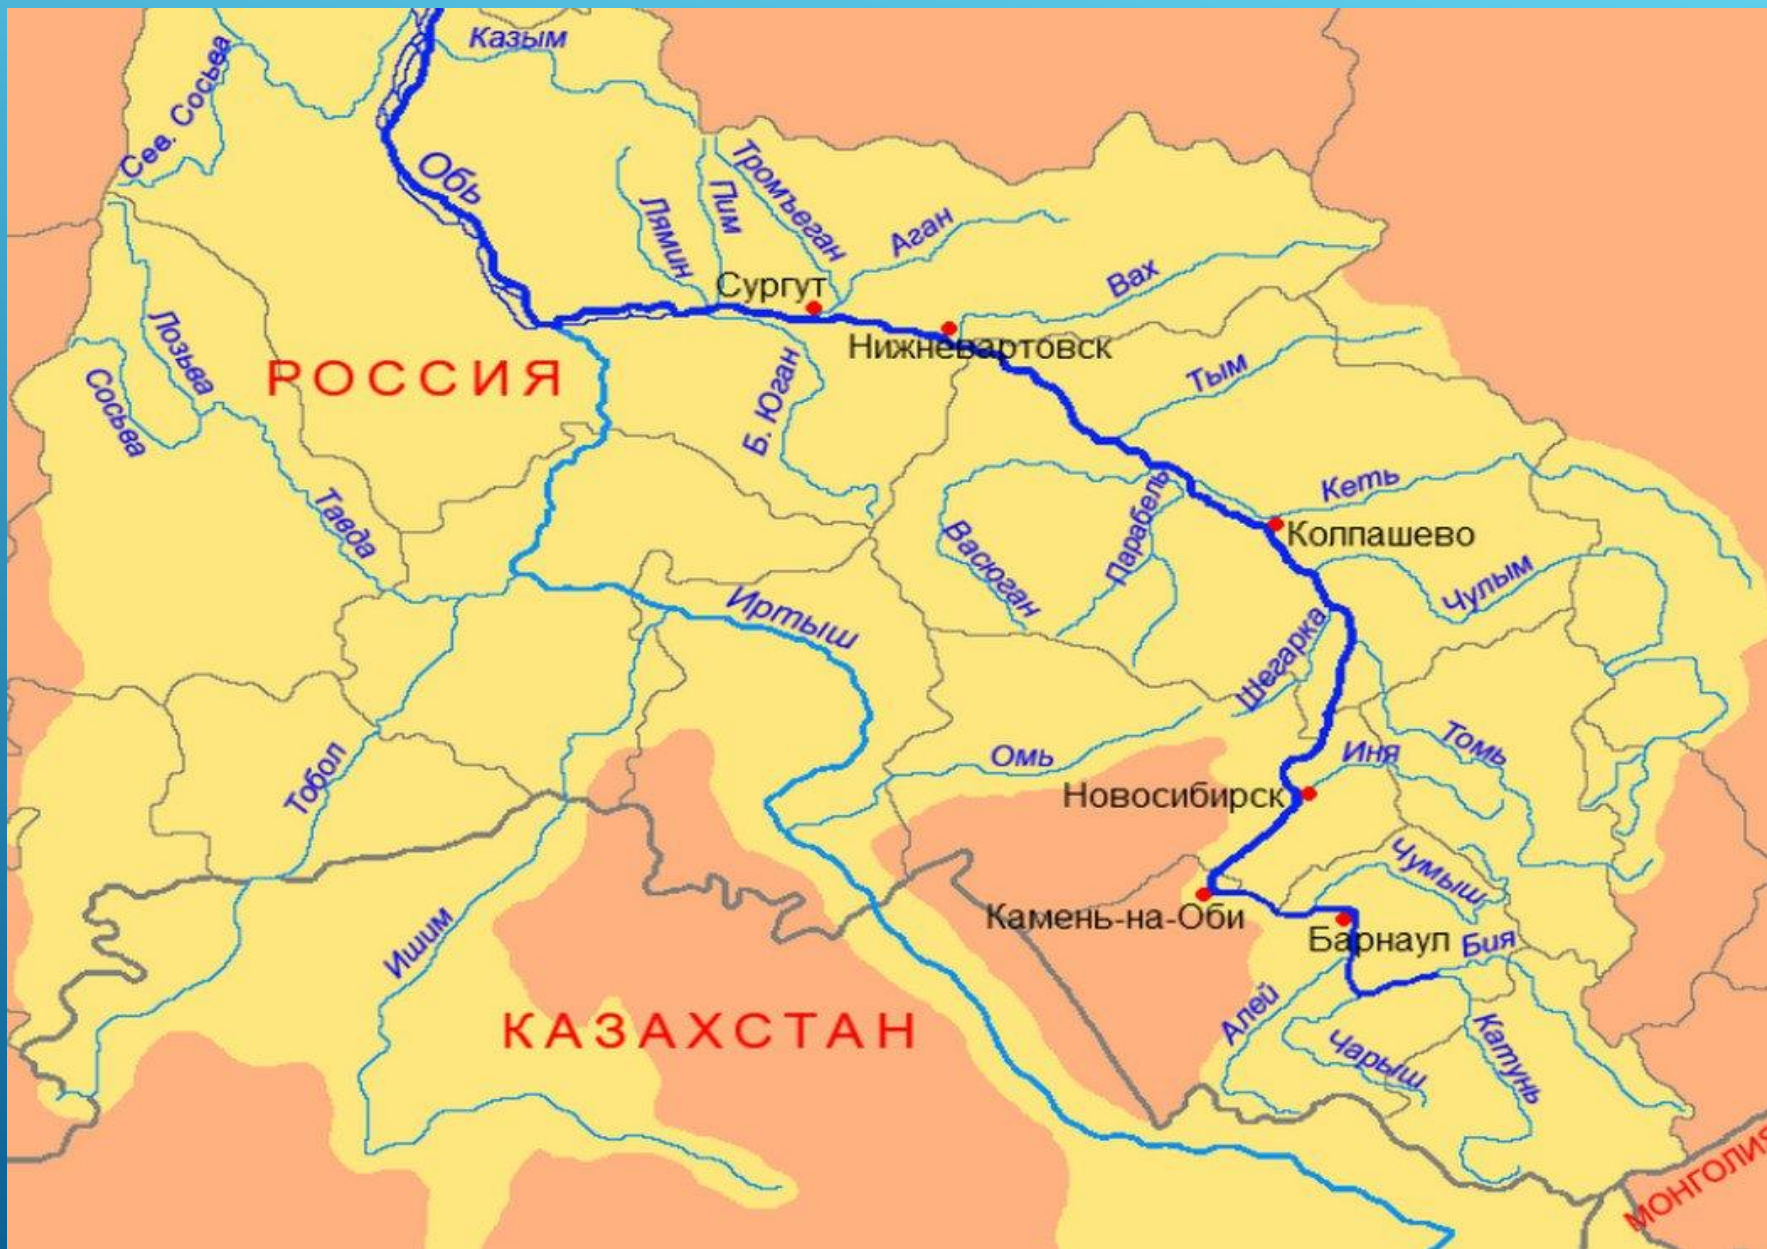 Казым
Сев. Сосьва
Обь
Тромъеган
Пим
Лямин
Аган
Вах
Сургут
Нижневартовск
Лозьва
РОССИЯ
Сосьва
Б. Юган
Тым
Тавда
Кеть
Парабель
Васюган
Колпашево
Чулым
Иртыш
Шегарка
Тобол
Омь
Иня
Томь
Новосибирск
Чумыш
Камень-на-Оби
Барнаул
Бия
Ишим
КАЗАХСТАН
Алей
Чарыш
Катунь
МОНГОЛИЯ